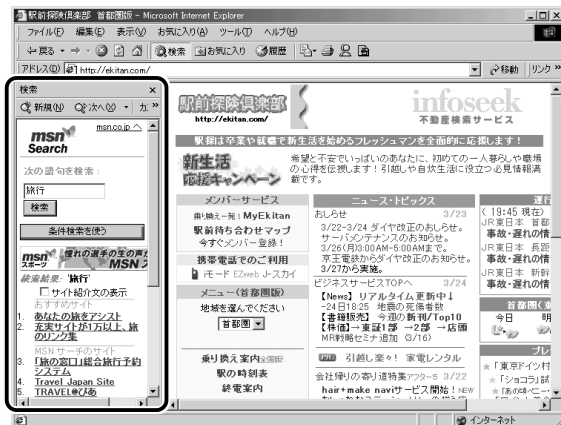 駅前探険倶楽部 首都圏版 - Microsoft Internet Explorer
ファイル(F) 編集(E) 表示(V) お気に入り(A) ツール(T) ヘルプ(H)
戻る 検索 お気に入り 履歴
アドレス(D) http://ekitan.com/ 移動 リンク »
検索
新規(N) 次へ(X) カ »
msn.co.jp へ
msn
Search
次の語句を検索:
旅行
検索
条件検索を使う
msn 憧れの選手の生の声が
スポーツ MSNス
検索結果: '旅行'
サイト紹介文の表示
おすすめサイト
1. あなたの旅をアシスト
2. 充実サイトが1万以上、旅のリンク集
MSN サーチのサイト
3. 「旅の窓口」総合旅行予約システム
4. Travel Japan Site
5. TRAVEL@ぴあ
駅前探険倶楽部
http://ekitan.com/
infoseek
不動産検索サービス
駅探は卒業や就職で新生活を始めるフレッシュマンを全面的に応援します!
新生活
応援キャンペーン
希望と不安でいっぱいのあなたに、初めての一人暮らしや職場
の心得を伝授します!引越しや自炊生活に役立つ必見情報満
載です。
メンバーサービス
乗り換え一発!MyEkitan
駅前待ち合わせマップ
今すぐメンバー登録!
携帯電話でのご利用
iモード EZweb J-スカイ
メニュー(首都圏版)
地域を選んでください
首都圏
乗り換え案内全国版
駅の時刻表
終電案内
ニュース・トピックス
おしらせ 3/23
3/22-3/24 ダイヤ改正のおしらせ。
サーバメンテナンスのお知らせ。
3/26(月)3:00AM-5:00AMまで。
京王電鉄からダイヤ改正のお知らせ。
3/27から実施。
ビジネスサービスTOPへ 3/24
【News】リアルタイム更新中↓
-24日18:25 地震の死傷者数
【書籍販売】今週の新刊/Top10
【株価】→東証1部 →2部 →店頭
MR戦略セミナ追加 (3/16)
引越し楽々! 家電レンタル
会社帰りの寄り道特集アフター5 3/22
hair+make naviサービス開始!NEW
運行
(19:45 現在)
JR東日本 首都
事故・遅れの情
JR東日本 長距
事故・遅れの情
JR東日本 新幹
事故・遅れの情
首都圏(東
今日 明
プレ
★「東京ドイツ村
★「ショコラ」試
インターネット